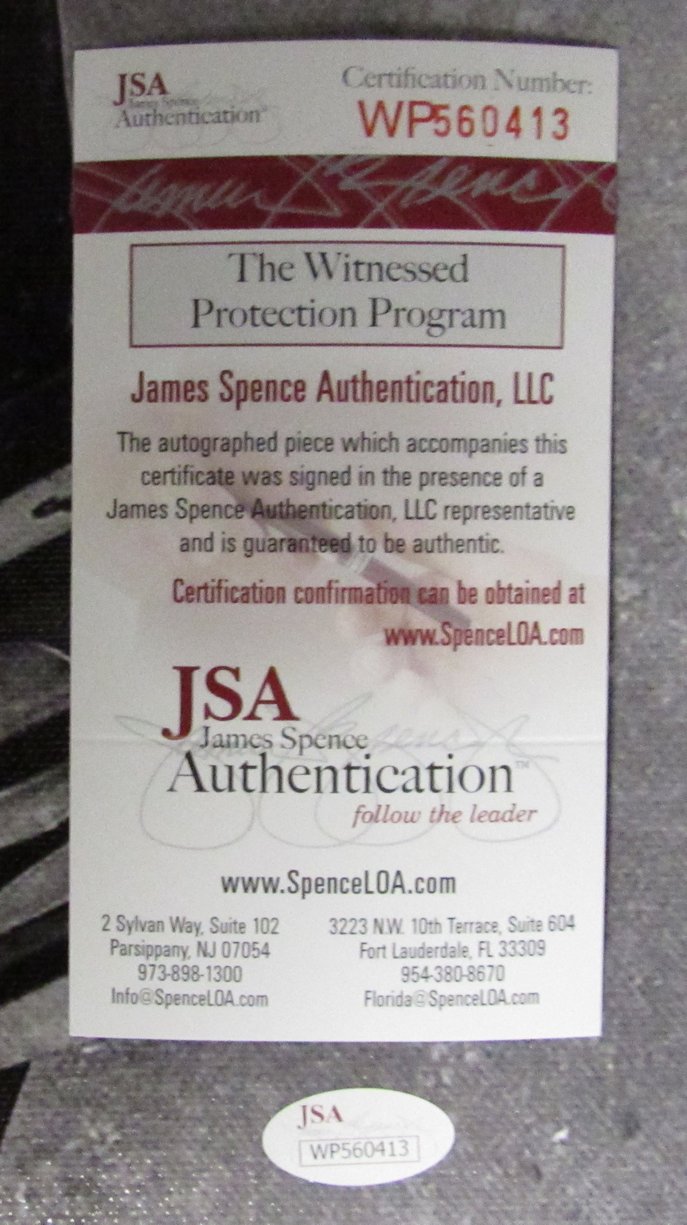 JSA
James Spence
Authentication
Certification Number:
WP560413
James Spence
The Witnessed
Protection Program
James Spence Authentication, LLC
The autographed piece which accompanies this
certificate was signed in the presence of a
James Spence Authentication, LLC representative
and is guaranteed to be authentic.
Certification confirmation can be obtained at
www.SpenceLOA.com
JSA
James Spence
Authentication™
follow the leader
www.SpenceLOA.com
2 Sylvan Way, Suite 102
Parsippany, NJ 07054
973-898-1300
Info@SpenceLOA.com
3223 N.W. 10th Terrace, Suite 604
Fort Lauderdale, FL 33309
954-380-8670
Florida@SpenceLOA.com
JSA
WP560413